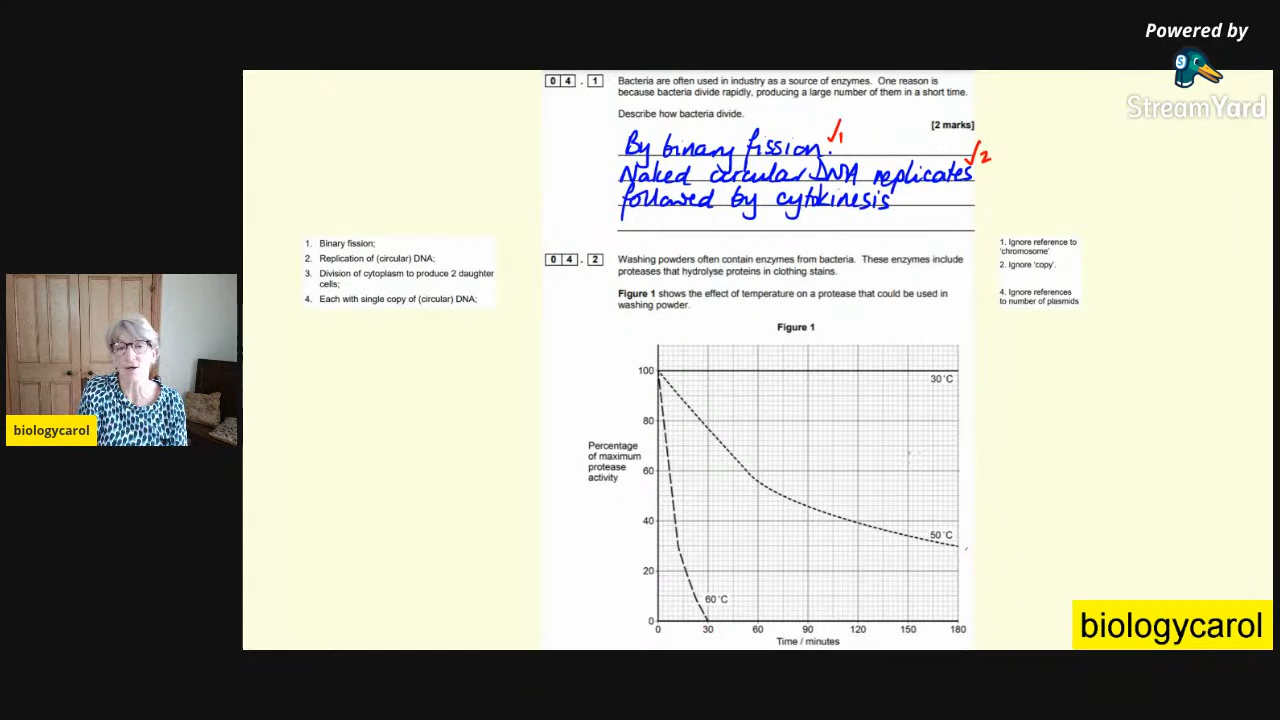 Powered by
StreamYard
0 4 . 1 Bacteria are often used in industry as a source of enzymes. One reason is
because bacteria divide rapidly, producing a large number of them in a short time.
Describe how bacteria divide.
[2 marks]
By binary fission. ✓1
Naked circular DNA replicates ✓2
followed by cytokinesis
1. Binary fission;
2. Replication of (circular) DNA;
3. Division of cytoplasm to produce 2 daughter
cells;
4. Each with single copy of (circular) DNA;
1. Ignore reference to
'chromosome'
2. Ignore 'copy'.
4. Ignore references
to number of plasmids
0 4 . 2 Washing powders often contain enzymes from bacteria. These enzymes include
proteases that hydrolyse proteins in clothing stains.
Figure 1 shows the effect of temperature on a protease that could be used in
washing powder.
Figure 1
Percentage
of maximum
protease
activity
100
80
60
40
20
0
30 °C
50 °C
60 °C
0 30 60 90 120 150 180
Time / minutes
biologycarol
biologycarol